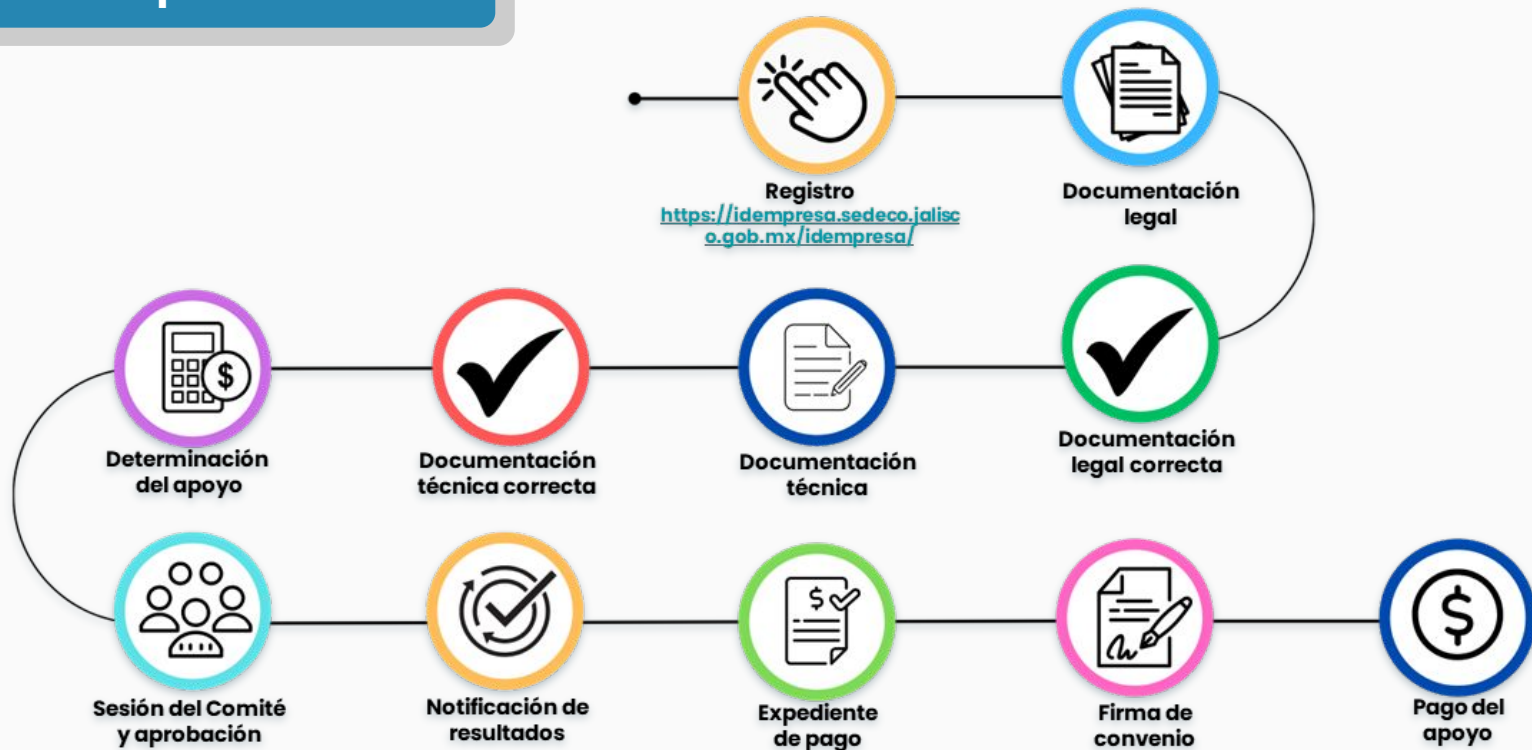 Registro
https://idempresa.sedeco.jalisc
o.gob.mx/idempresa/
Documentación
legal
Documentación
legal correcta
Documentación
técnica
Documentación
técnica correcta
Determinación
del apoyo
Sesión del Comité
y aprobación
Notificación de
resultados
Expediente
de pago
Firma de
convenio
Pago del
apoyo